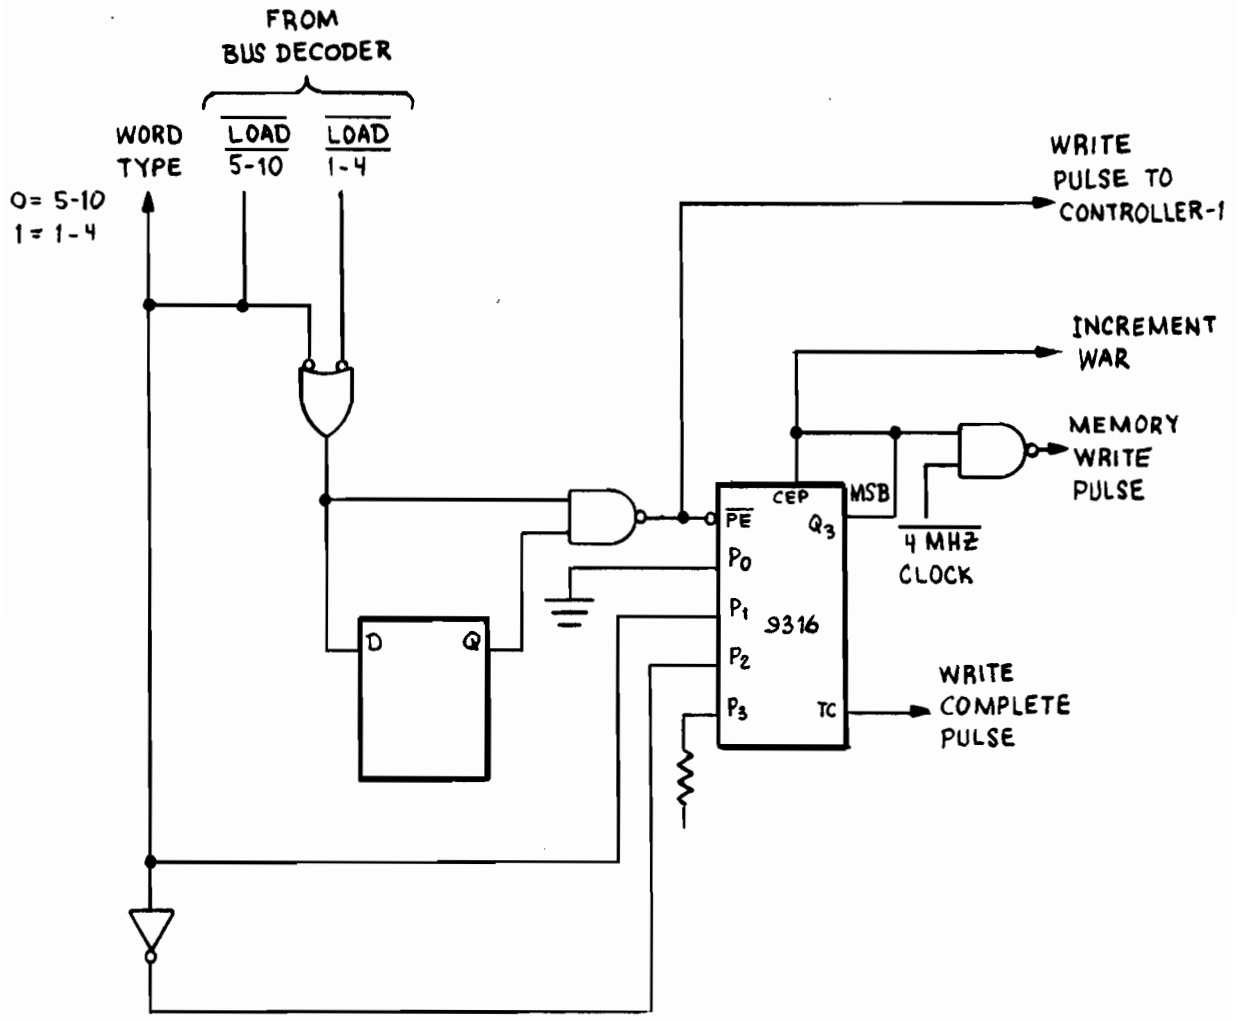 FROM
BUS DECODER
WORD
TYPE
LOAD
5-10
LOAD
1-4
0= 5-10
1= 1-4
WRITE
PULSE TO
CONTROLLER-1
INCREMENT
WAR
MEMORY
WRITE
PULSE
4 MHZ
CLOCK
CEP
MSB
PE
Q3
P0
P1
9316
P2
P3
TC
D
Q
WRITE
COMPLETE
PULSE